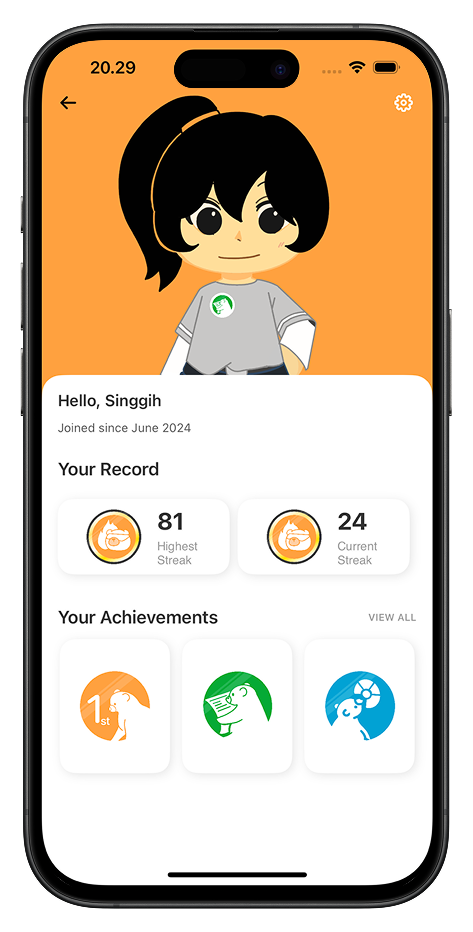 20.29
Hello, Singgih
Joined since June 2024
Your Record
81
Highest
Streak
24
Current
Streak
Your Achievements
VIEW ALL
1st